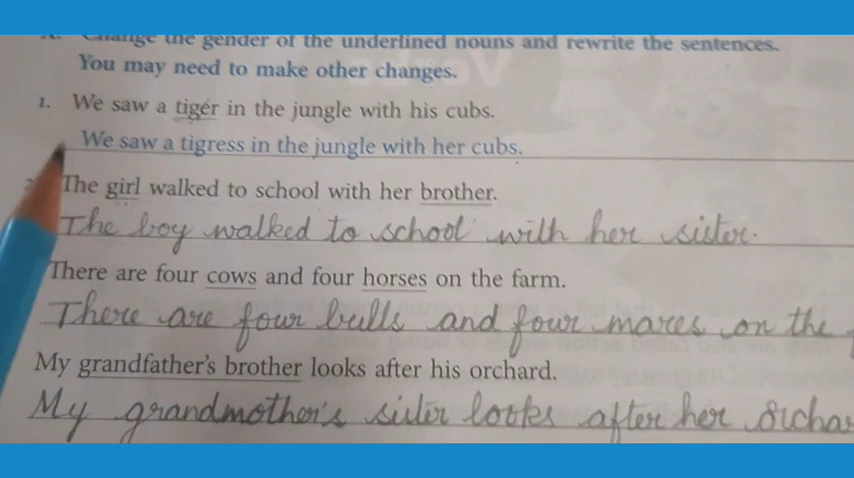 Change the gender of the underlined nouns and rewrite the sentences.
You may need to make other changes.
1. We saw a tiger in the jungle with his cubs.
We saw a tigress in the jungle with her cubs.
The girl walked to school with her brother.
The boy walked to school with her sister.
There are four cows and four horses on the farm.
There are four bulls and four mares on the
My grandfather's brother looks after his orchard.
My grandmother's sister looks after her orcha